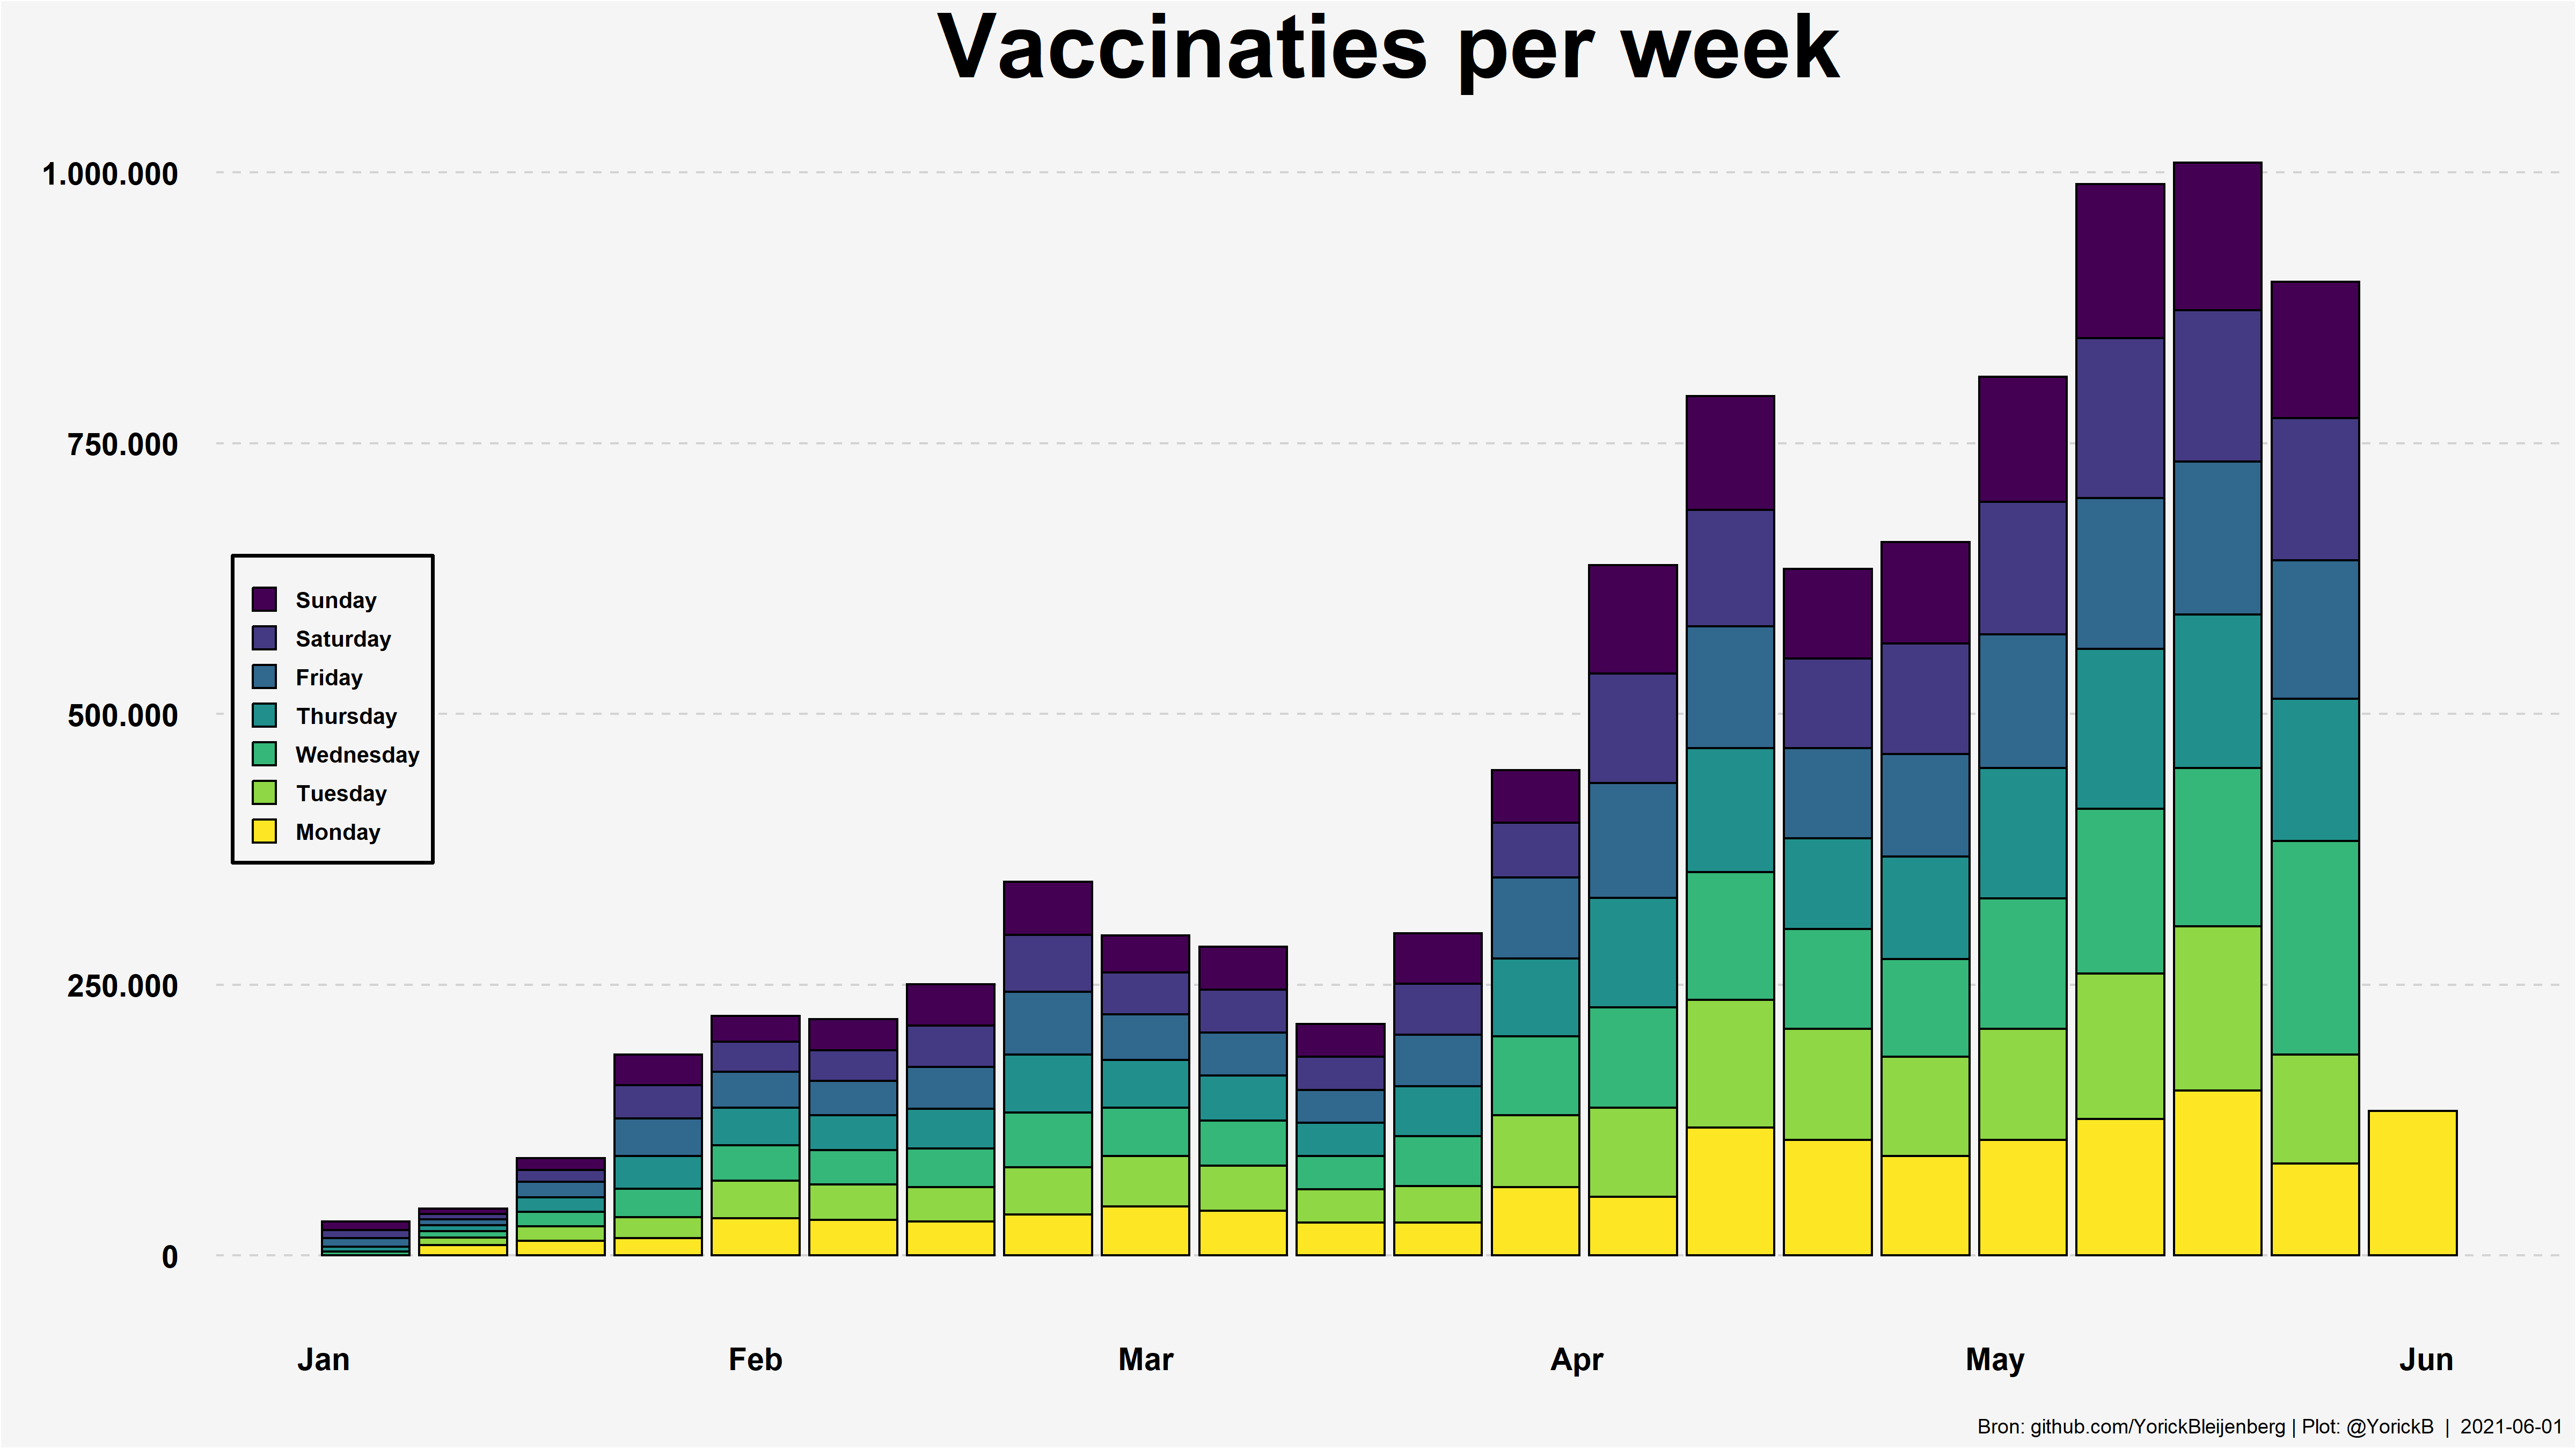 Vaccinaties per week
1.000.000
750.000
500.000
250.000
0
Sunday
Saturday
Friday
Thursday
Wednesday
Tuesday
Monday
Jan Feb Mar Apr May Jun
Bron: github.com/YorickBleijenberg | Plot: @YorickB | 2021-06-01